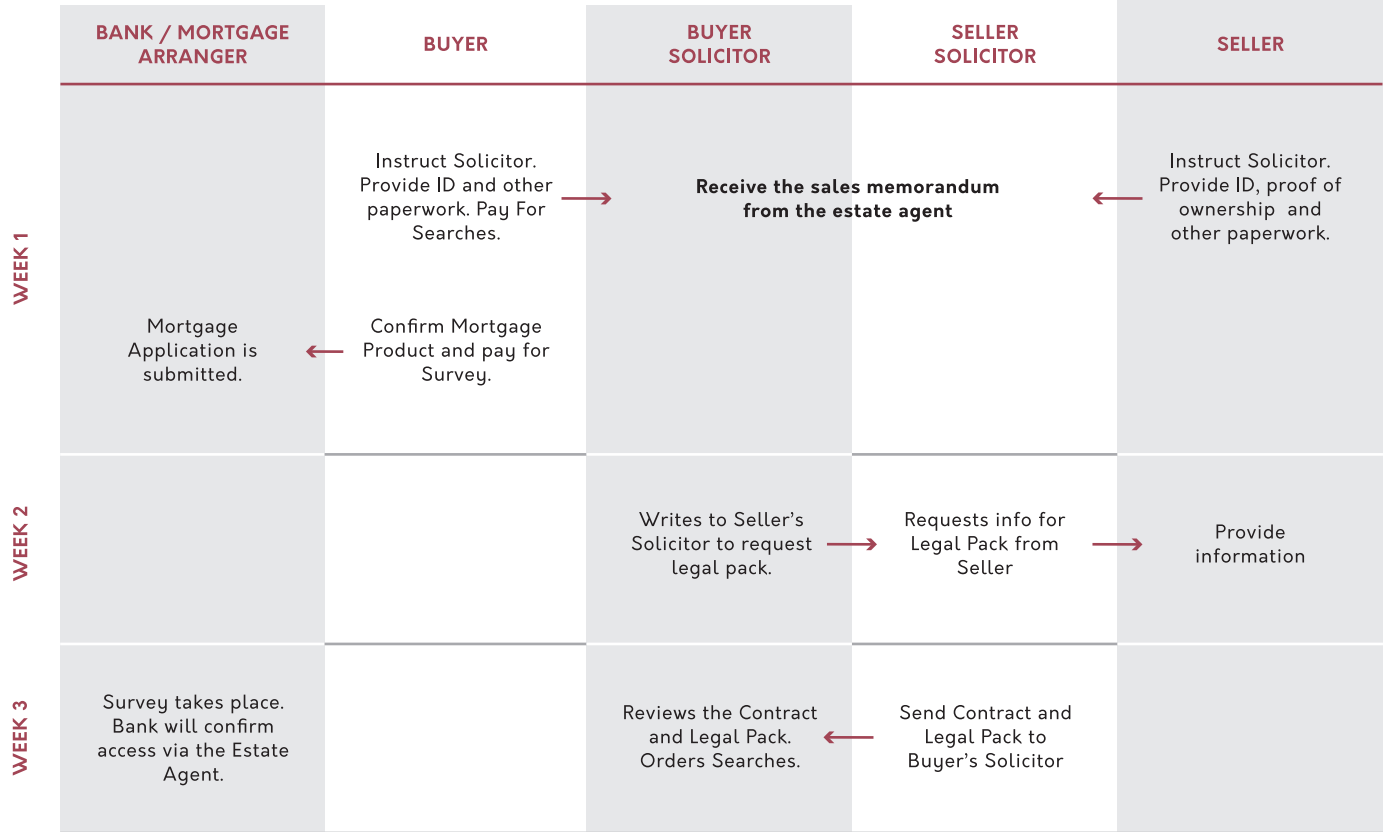 BANK / MORTGAGE
ARRANGER
BUYER
BUYER
SOLICITOR
SELLER
SOLICITOR
SELLER
WEEK 1
Instruct Solicitor.
Provide ID and other
paperwork. Pay For
Searches.
Receive the sales memorandum
from the estate agent
Instruct Solicitor.
Provide ID, proof of
ownership and
other paperwork.
Mortgage
Application is
submitted.
Confirm Mortgage
Product and pay for
Survey.
WEEK 2
Writes to Seller’s
Solicitor to request
legal pack.
Requests info for
Legal Pack from
Seller
Provide
information
WEEK 3
Survey takes place.
Bank will confirm
access via the Estate
Agent.
Reviews the Contract
and Legal Pack.
Orders Searches.
Send Contract and
Legal Pack to
Buyer’s Solicitor